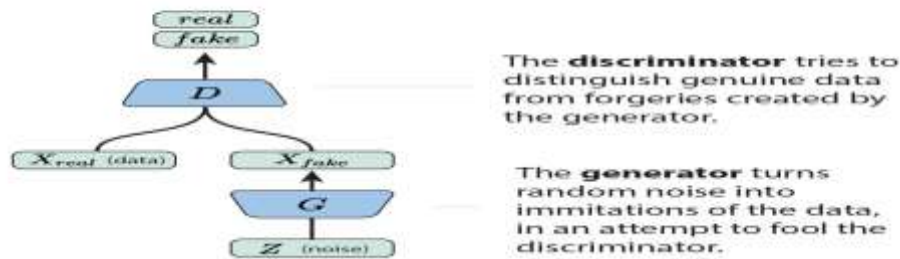 real
fake
D
The discriminator tries to
distinguish genuine data
from forgeries created by
the generator.
X_real (data)
X_fake
The generator turns
random noise into
immitations of the data,
in an attempt to fool the
discriminator.
G
Z (noise)